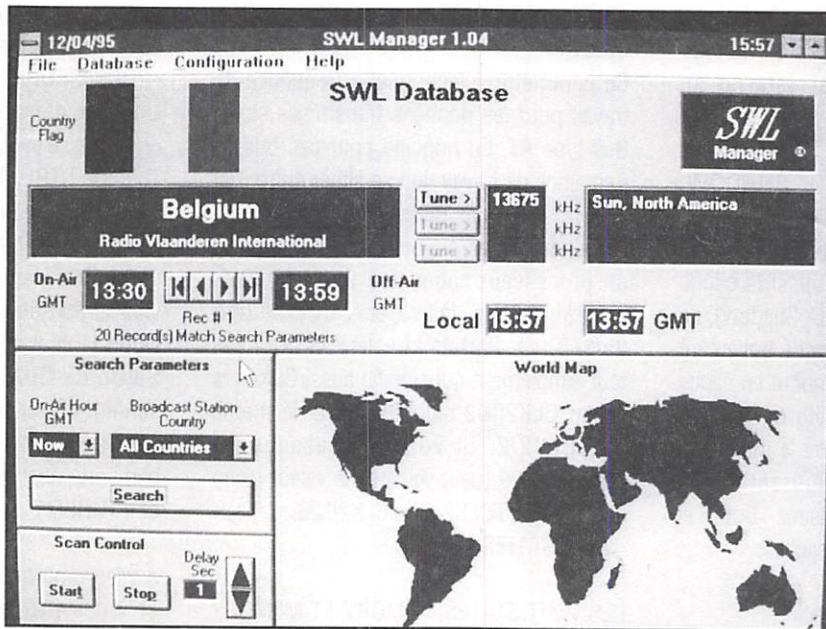 12/04/95 SWL Manager 1.04 15:57
File Database Configuration Help
SWL Database
Country
Flag
SWL
Manager ®
Belgium
Radio Vlaanderen International
Tune > 13675 kHz Sun, North America
Tune > kHz
Tune > kHz
On-Air
GMT
13:30
13:59
Off-Air
GMT
Rec # 1
20 Record(s) Match Search Parameters
Local 15:57 13:57 GMT
Search Parameters
On-Air Hour
GMT
Broadcast Station
Country
Now
All Countries
Search
Scan Control
Start Stop
Delay
Sec
1
World Map